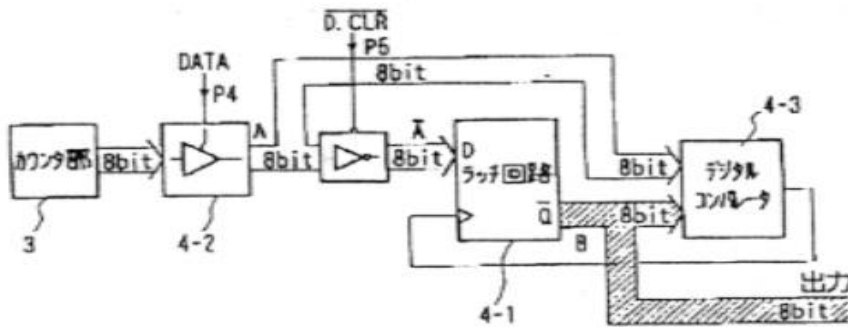 D.CLR
P5
DATA
P4
8bit
4-3
A
Ā
D
カウンタ回路
8bit
8bit
8bit
ラッチ回路
8bit
デジタル
コンパレータ
Q̄
8bit
3
4-2
B
4-1
出力
8bit